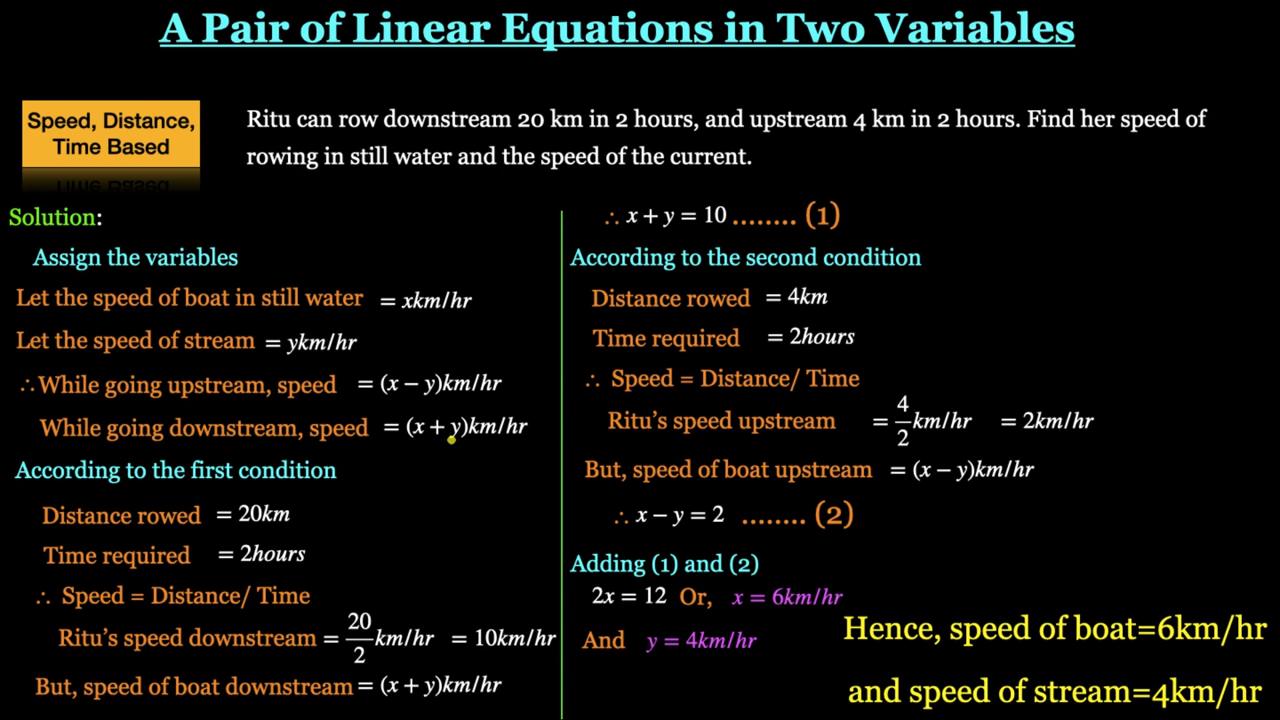 A Pair of Linear Equations in Two Variables
Speed, Distance,
Time Based
Ritu can row downstream 20 km in 2 hours, and upstream 4 km in 2 hours. Find her speed of
rowing in still water and the speed of the current.
Solution:
Assign the variables
Let the speed of boat in still water = xkm/hr
Let the speed of stream = ykm/hr
∴ While going upstream, speed = (x − y)km/hr
While going downstream, speed = (x + y)km/hr
According to the first condition
Distance rowed = 20km
Time required = 2hours
∴ Speed = Distance/ Time
Ritu's speed downstream = 20/2 km/hr = 10km/hr
But, speed of boat downstream = (x + y)km/hr
∴ x + y = 10 ........ (1)
According to the second condition
Distance rowed = 4km
Time required = 2hours
∴ Speed = Distance/ Time
Ritu's speed upstream = 4/2 km/hr = 2km/hr
But, speed of boat upstream = (x − y)km/hr
∴ x − y = 2 ........ (2)
Adding (1) and (2)
2x = 12 Or, x = 6km/hr
And y = 4km/hr
Hence, speed of boat=6km/hr
and speed of stream=4km/hr